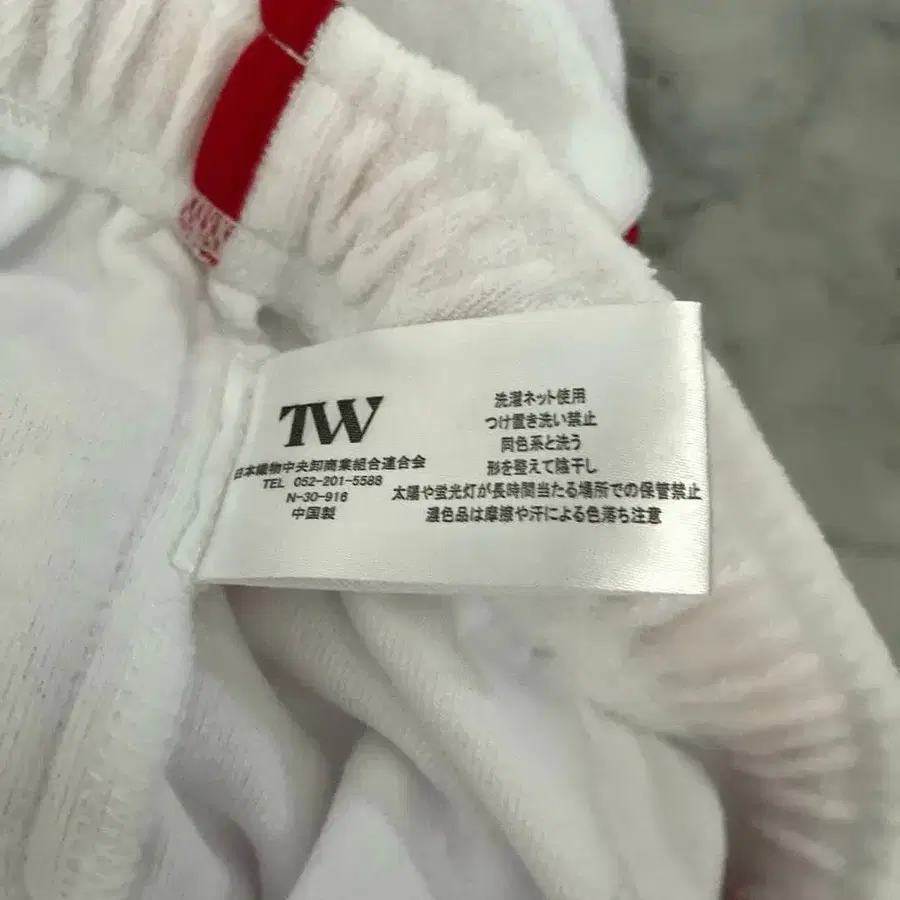 TW
日本織物中央卸商業組合連合会
TEL 052-201-5588
N-30-916
中国製
洗濯ネット使用
つけ置き洗い禁止
同色系と洗う
形を整えて陰干し
太陽や蛍光灯が長時間当たる場所での保管禁止
濃色品は摩擦や汗による色落ち注意